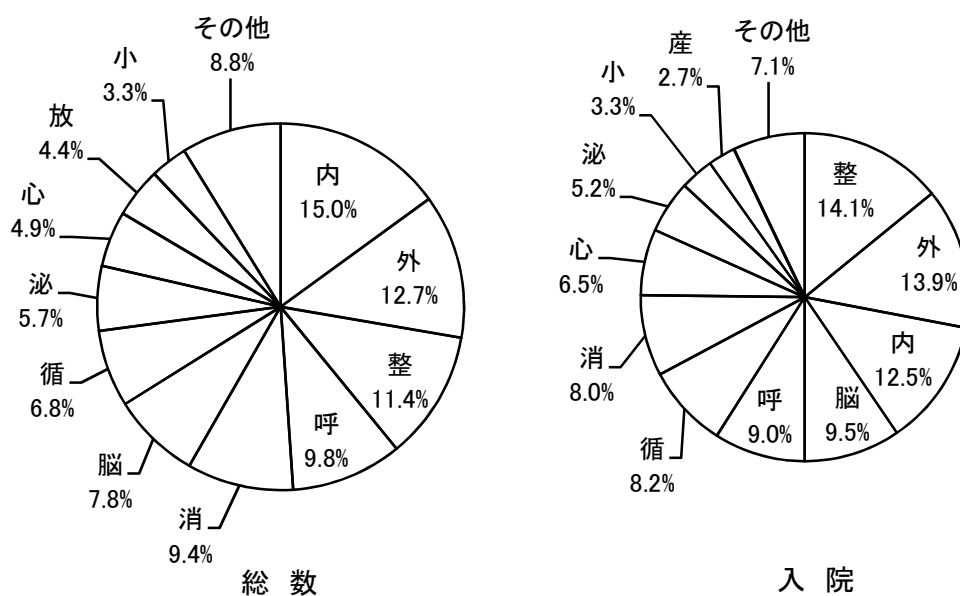 内
15.0%
外
12.7%
整
11.4%
呼
9.8%
消
9.4%
脳
7.8%
循
6.8%
泌
5.7%
心
4.9%
放
4.4%
小
3.3%
その他
8.8%
総 数
整
14.1%
外
13.9%
内
12.5%
脳
9.5%
呼
9.0%
循
8.2%
消
8.0%
心
6.5%
泌
5.2%
小
3.3%
産
2.7%
その他
7.1%
入 院